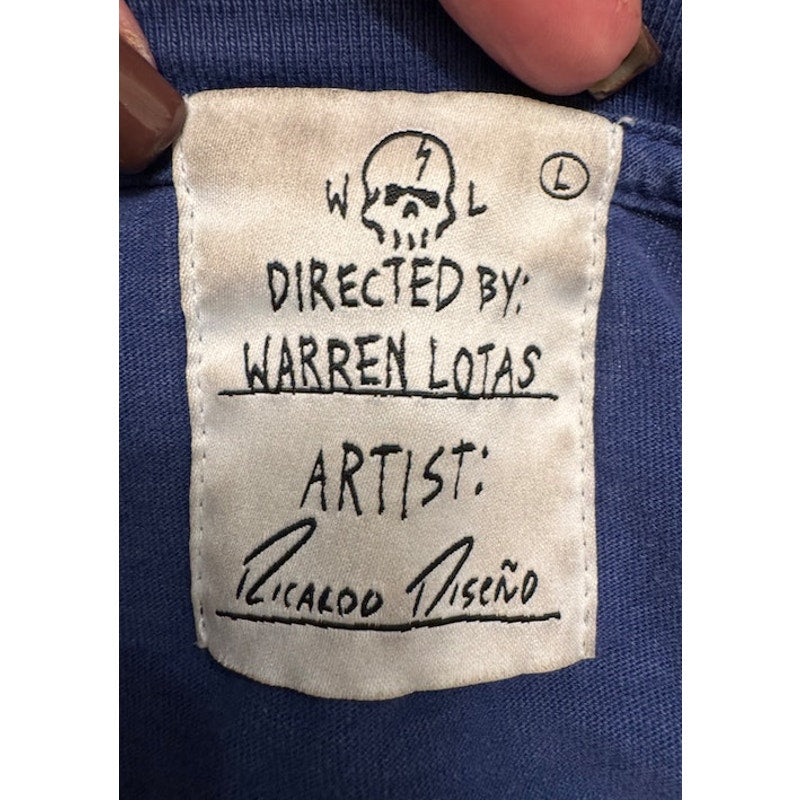 W L L
DIRECTED BY:
WARREN LOTAS
ARTIST:
RICARDO DISEÑO